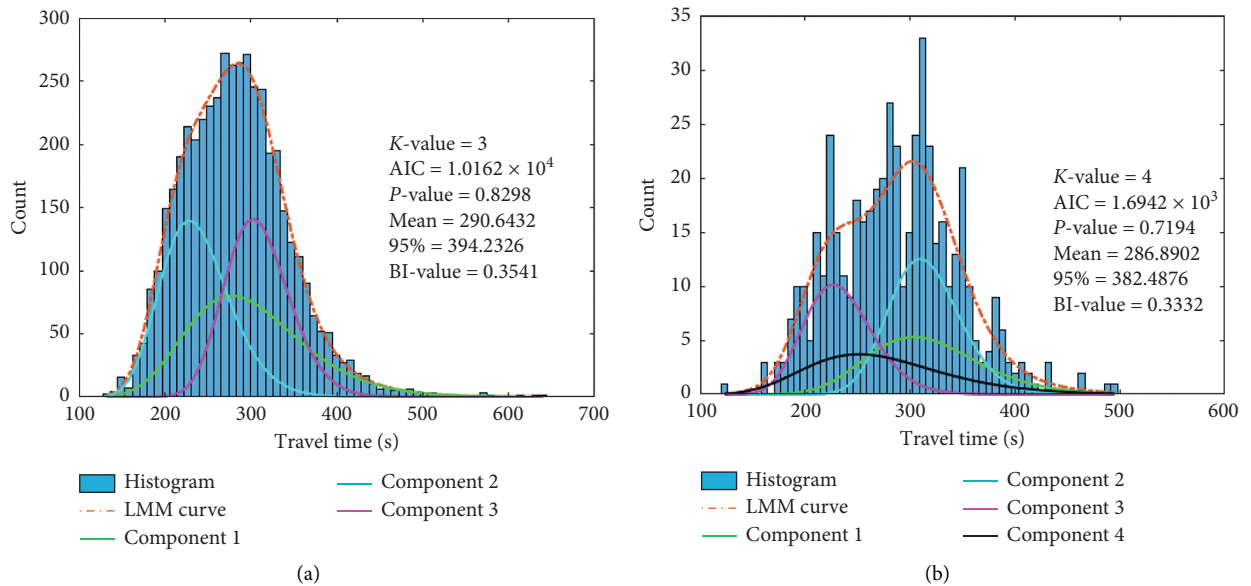 300
250
200
150
100
50
0
Count
K-value = 3
AIC = 1.0162 × 10⁴
P-value = 0.8298
Mean = 290.6432
95% = 394.2326
BI-value = 0.3541
100 200 300 400 500 600 700
Travel time (s)
Histogram
LMM curve
Component 1
Component 2
Component 3
(a)
35
30
25
20
15
10
5
0
Count
K-value = 4
AIC = 1.6942 × 10³
P-value = 0.7194
Mean = 286.8902
95% = 382.4876
BI-value = 0.3332
100 200 300 400 500 600
Travel time (s)
Histogram
LMM curve
Component 1
Component 2
Component 3
Component 4
(b)